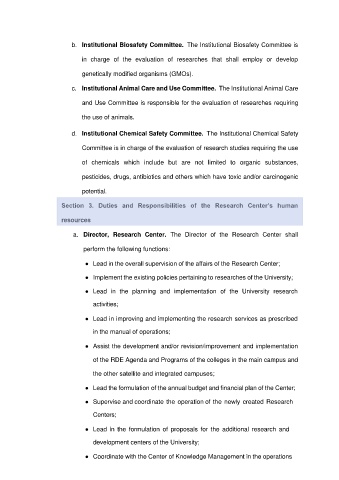 b. Institutional Biosafety Committee. The Institutional Biosafety Committee is
in charge of the evaluation of researches that shall employ or develop
genetically modified organisms (GMOs).
c. Institutional Animal Care and Use Committee. The Institutional Animal Care
and Use Committee is responsible for the evaluation of researches requiring
the use of animals.
d. Institutional Chemical Safety Committee. The Institutional Chemical Safety
Committee is in charge of the evaluation of research studies requiring the use
of chemicals which include but are not limited to organic substances,
pesticides, drugs, antibiotics and others which have toxic and/or carcinogenic
potential.
Section 3. Duties and Responsibilities of the Research Center's human
resources
a. Director, Research Center. The Director of the Research Center shall
perform the following functions:
● Lead in the overall supervision of the affairs of the Research Center;
● Implement the existing policies pertaining to researches of the University;
● Lead in the planning and implementation of the University research
activities;
● Lead in improving and implementing the research services as prescribed
in the manual of operations;
● Assist the development and/or revision/improvement and implementation
of the RDE Agenda and Programs of the colleges in the main campus and
the other satellite and integrated campuses;
● Lead the formulation of the annual budget and financial plan of the Center;
● Supervise and coordinate the operation of the newly created Research
Centers;
● Lead in the formulation of proposals for the additional research and
development centers of the University;
● Coordinate with the Center of Knowledge Management in the operations